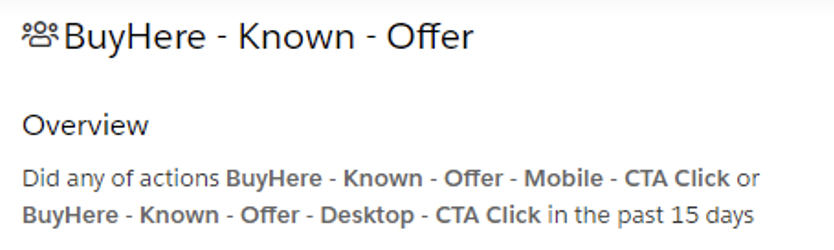 BuyHere - Known - Offer
Overview
Did any of actions BuyHere - Known - Offer - Mobile - CTA Click or
BuyHere - Known - Offer - Desktop - CTA Click in the past 15 days